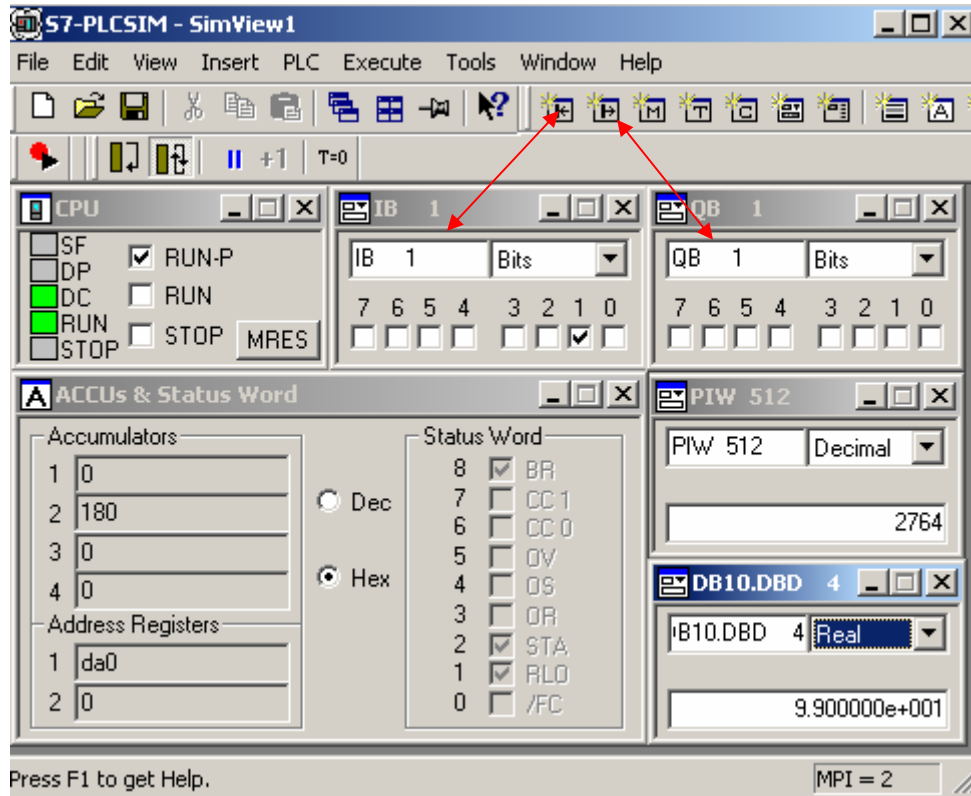 S7-PLCSIM - SimView1
File Edit View Insert PLC Execute Tools Window Help
+1 T=0
CPU
SF
DP
DC
RUN
STOP
RUN-P
RUN
STOP
MRES
IB 1
IB 1 Bits
7 6 5 4 3 2 1 0
QB 1
QB 1 Bits
7 6 5 4 3 2 1 0
ACCUs & Status Word
Accumulators
1 0
2 180
3 0
4 0
Address Registers
1 da0
2 0
Dec
Hex
Status Word
8 BR
7 CC 1
6 CC 0
5 OV
4 OS
3 OR
2 STA
1 RLO
0 /FC
PIW 512
PIW 512 Decimal
2764
DB10.DBD 4
B10.DBD 4 Real
9.900000e+001
Press F1 to get Help.
MPI = 2